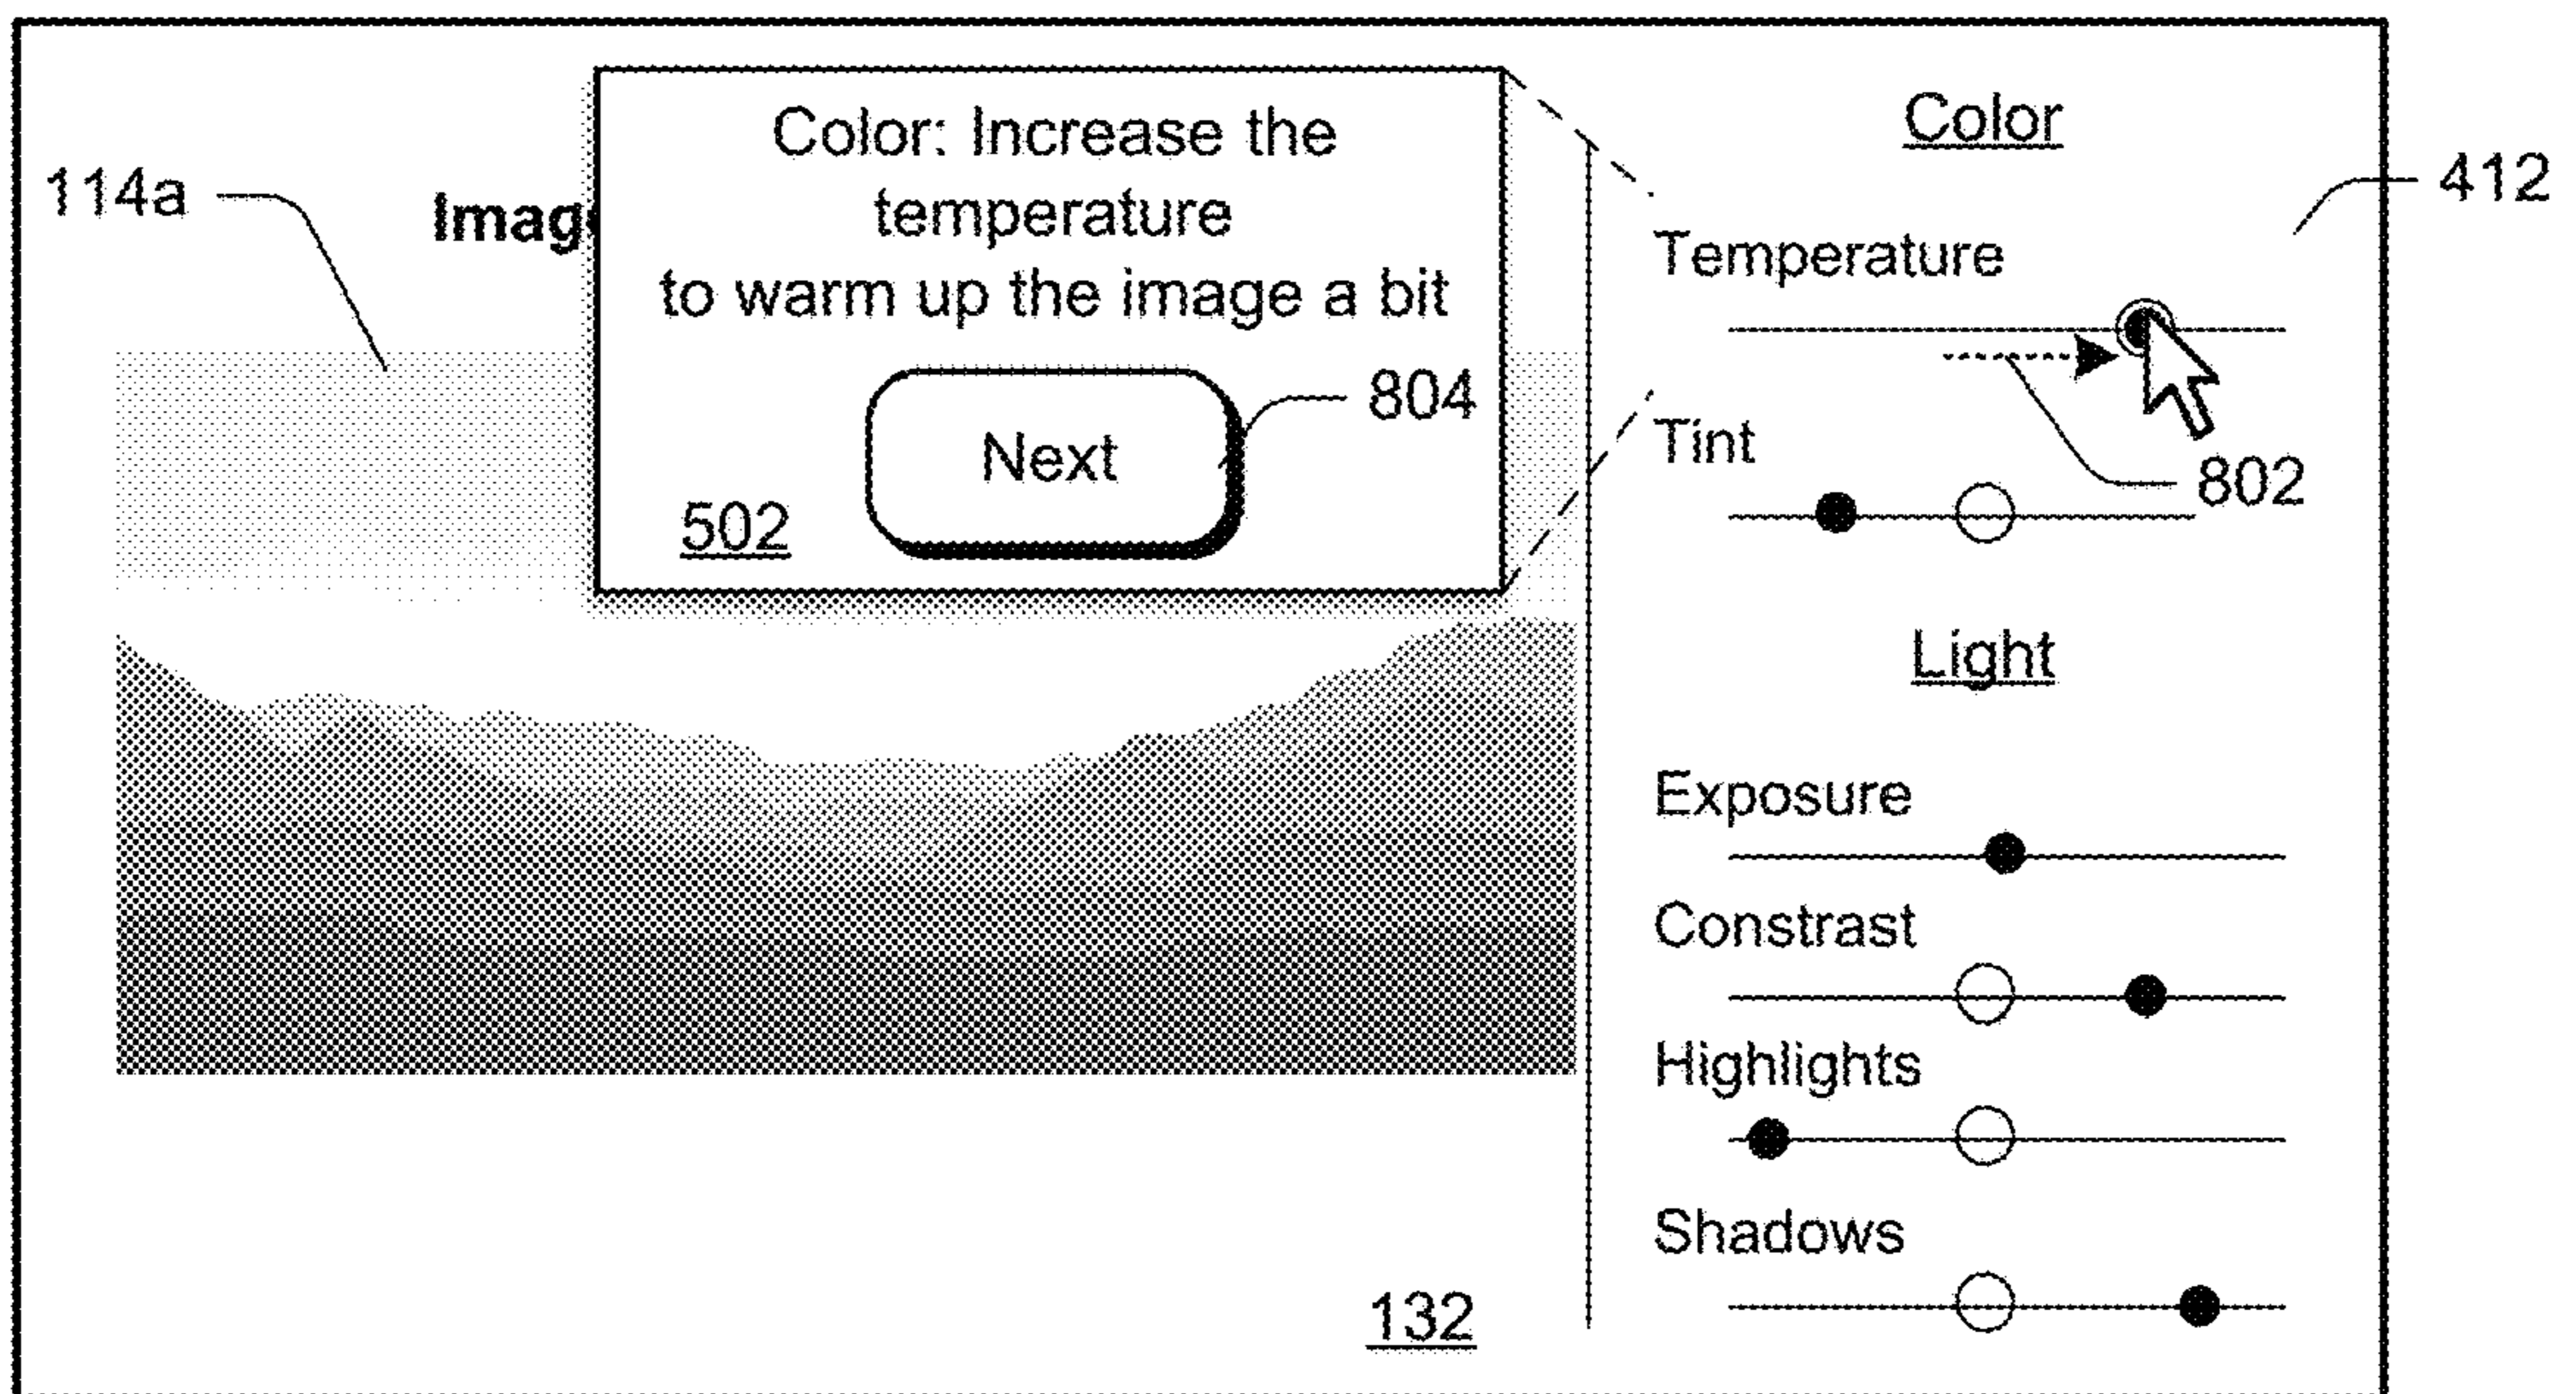 Color: Increase the
temperature
to warm up the image a bit
Next
804
502
114a
Imag
132
Color
412
Temperature
802
Tint
Light
Exposure
Constrast
Highlights
Shadows